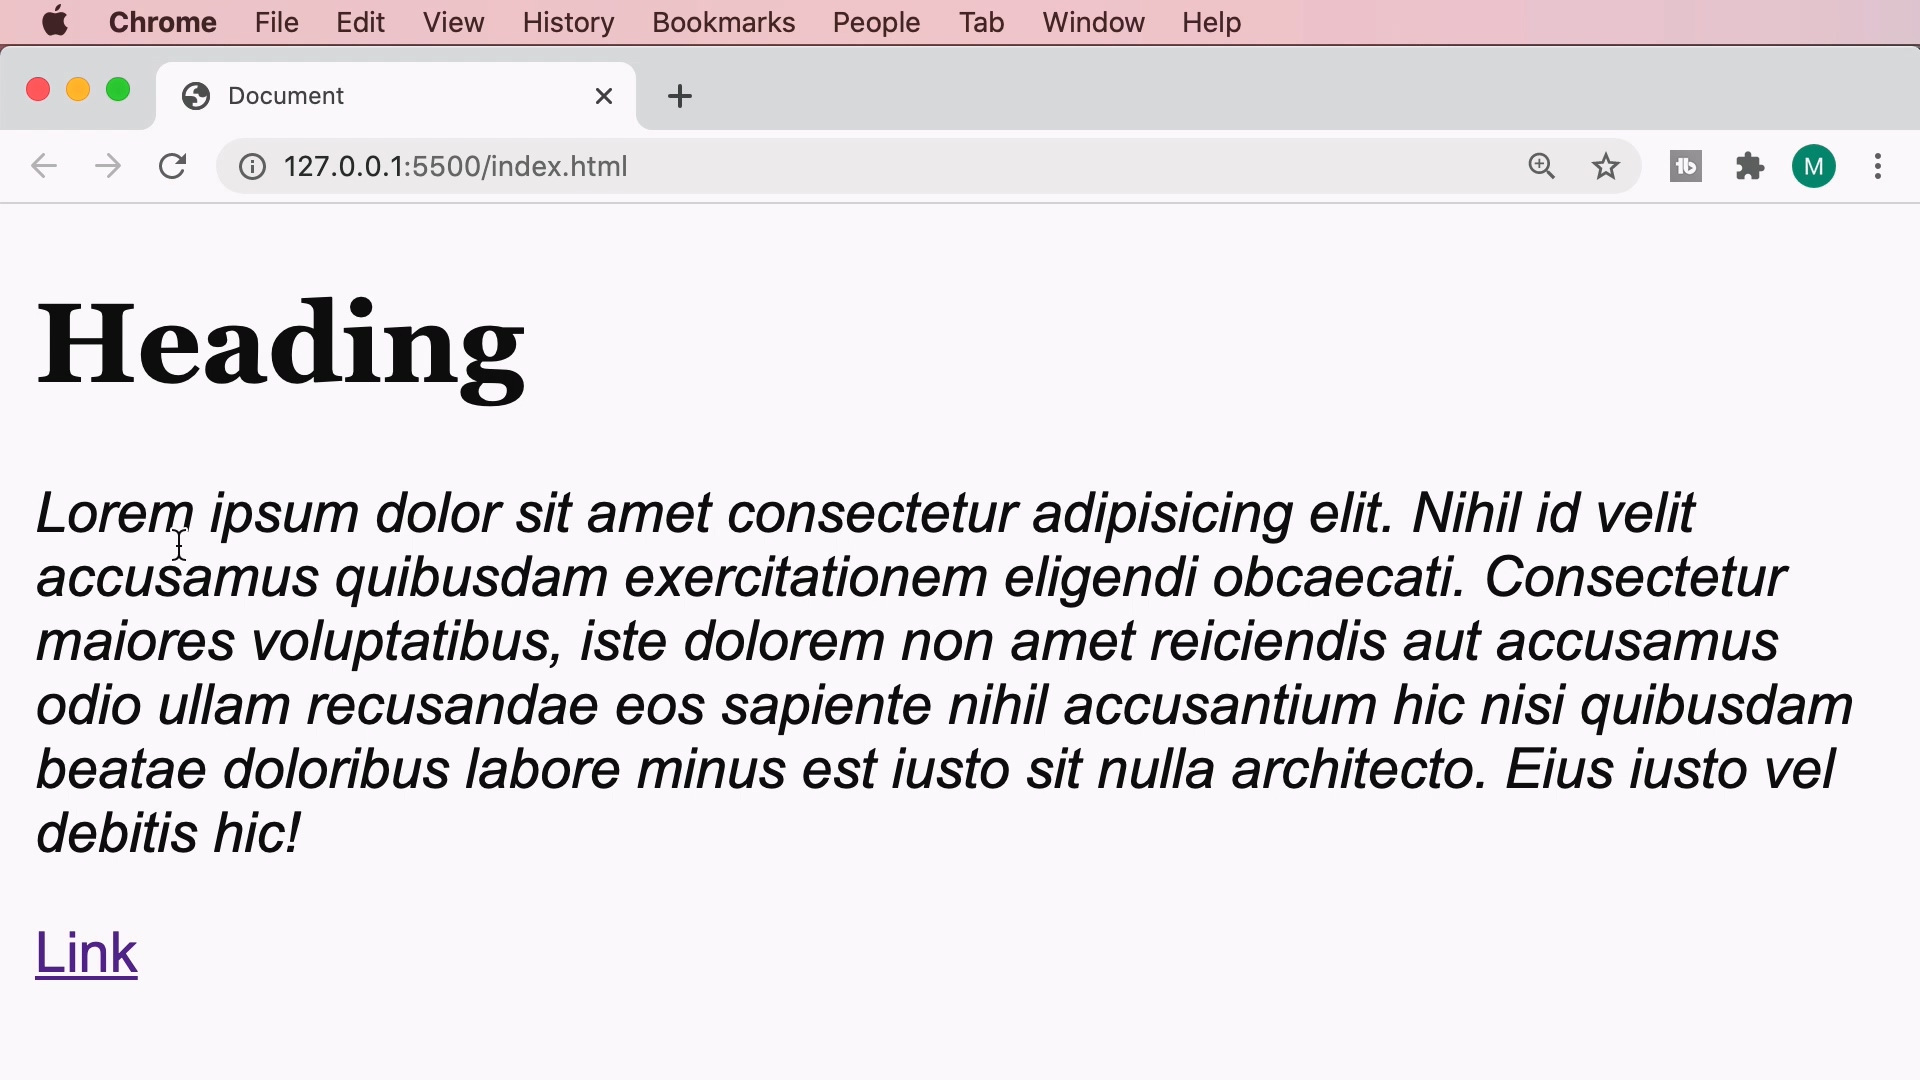 Chrome File Edit View History Bookmarks People Tab Window Help
Document
127.0.0.1:5500/index.html
M
Heading
Lorem ipsum dolor sit amet consectetur adipisicing elit. Nihil id velit
accusamus quibusdam exercitationem eligendi obcaecati. Consectetur
maiores voluptatibus, iste dolorem non amet reiciendis aut accusamus
odio ullam recusandae eos sapiente nihil accusantium hic nisi quibusdam
beatae doloribus labore minus est iusto sit nulla architecto. Eius iusto vel
debitis hic!
Link